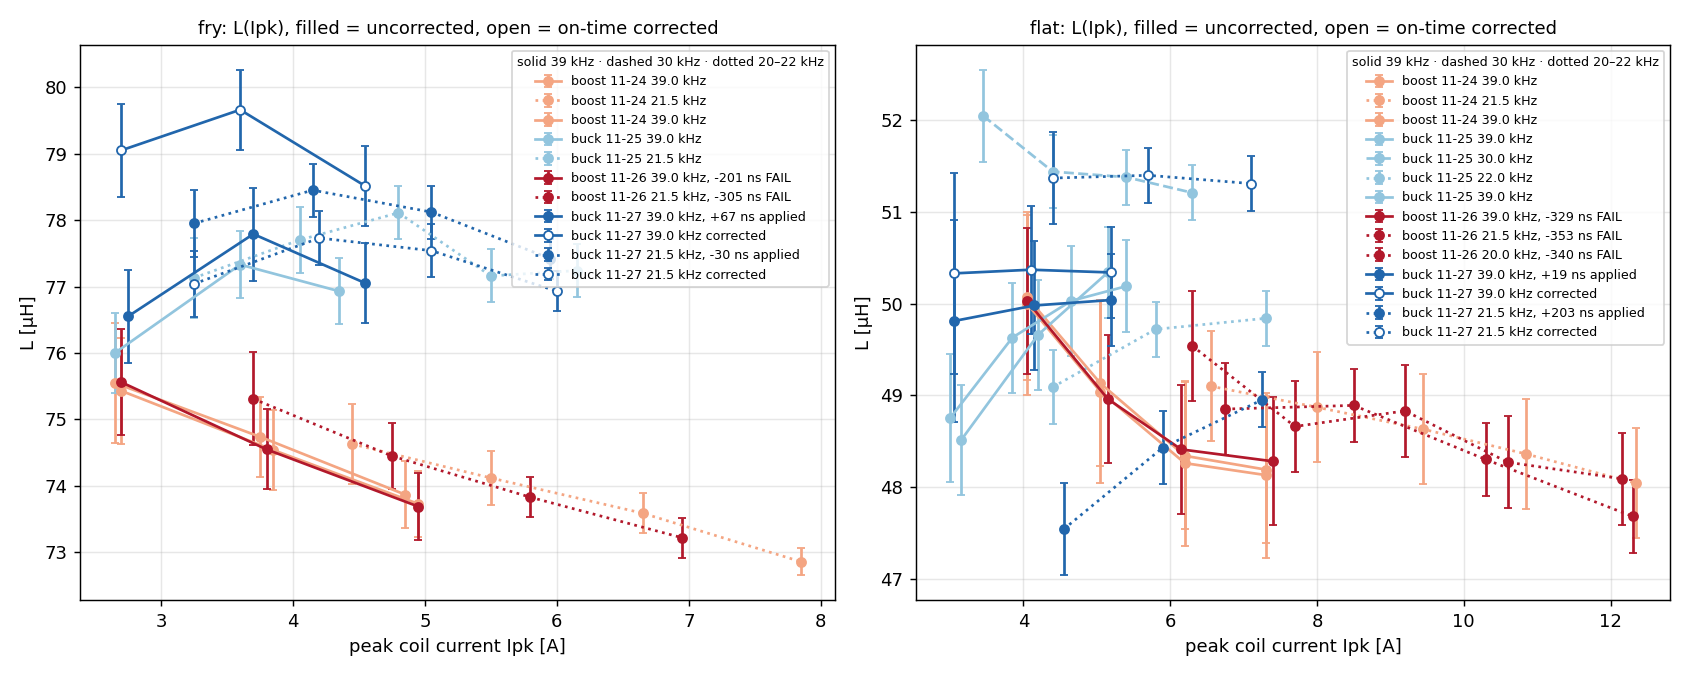 fry: L(Ipk), filled = uncorrected, open = on-time corrected
solid 39 kHz · dashed 30 kHz · dotted 20–22 kHz
boost 11-24 39.0 kHz
boost 11-24 21.5 kHz
boost 11-24 39.0 kHz
buck 11-25 39.0 kHz
buck 11-25 21.5 kHz
boost 11-26 39.0 kHz, -201 ns FAIL
boost 11-26 21.5 kHz, -305 ns FAIL
buck 11-27 39.0 kHz, +67 ns applied
buck 11-27 39.0 kHz corrected
buck 11-27 21.5 kHz, -30 ns applied
buck 11-27 21.5 kHz corrected
L [µH]
80
79
78
77
76
75
74
73
3 4 5 6 7 8
peak coil current Ipk [A]
flat: L(Ipk), filled = uncorrected, open = on-time corrected
solid 39 kHz · dashed 30 kHz · dotted 20–22 kHz
boost 11-24 39.0 kHz
boost 11-24 21.5 kHz
boost 11-24 39.0 kHz
buck 11-25 39.0 kHz
buck 11-25 30.0 kHz
buck 11-25 22.0 kHz
buck 11-25 39.0 kHz
boost 11-26 39.0 kHz, -329 ns FAIL
boost 11-26 21.5 kHz, -353 ns FAIL
boost 11-26 20.0 kHz, -340 ns FAIL
buck 11-27 39.0 kHz, +19 ns applied
buck 11-27 39.0 kHz corrected
buck 11-27 21.5 kHz, +203 ns applied
buck 11-27 21.5 kHz corrected
L [µH]
52
51
50
49
48
47
4 6 8 10 12
peak coil current Ipk [A]